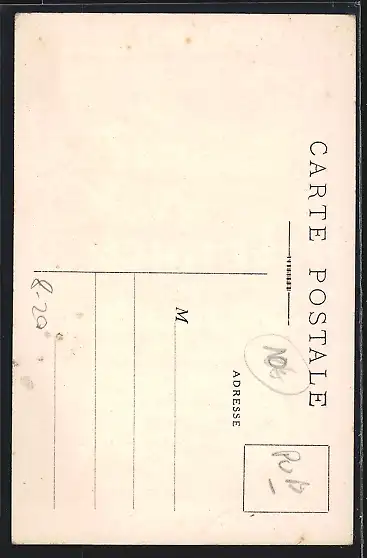 CARTE POSTALE
ADRESSE
M
Pub
8-20